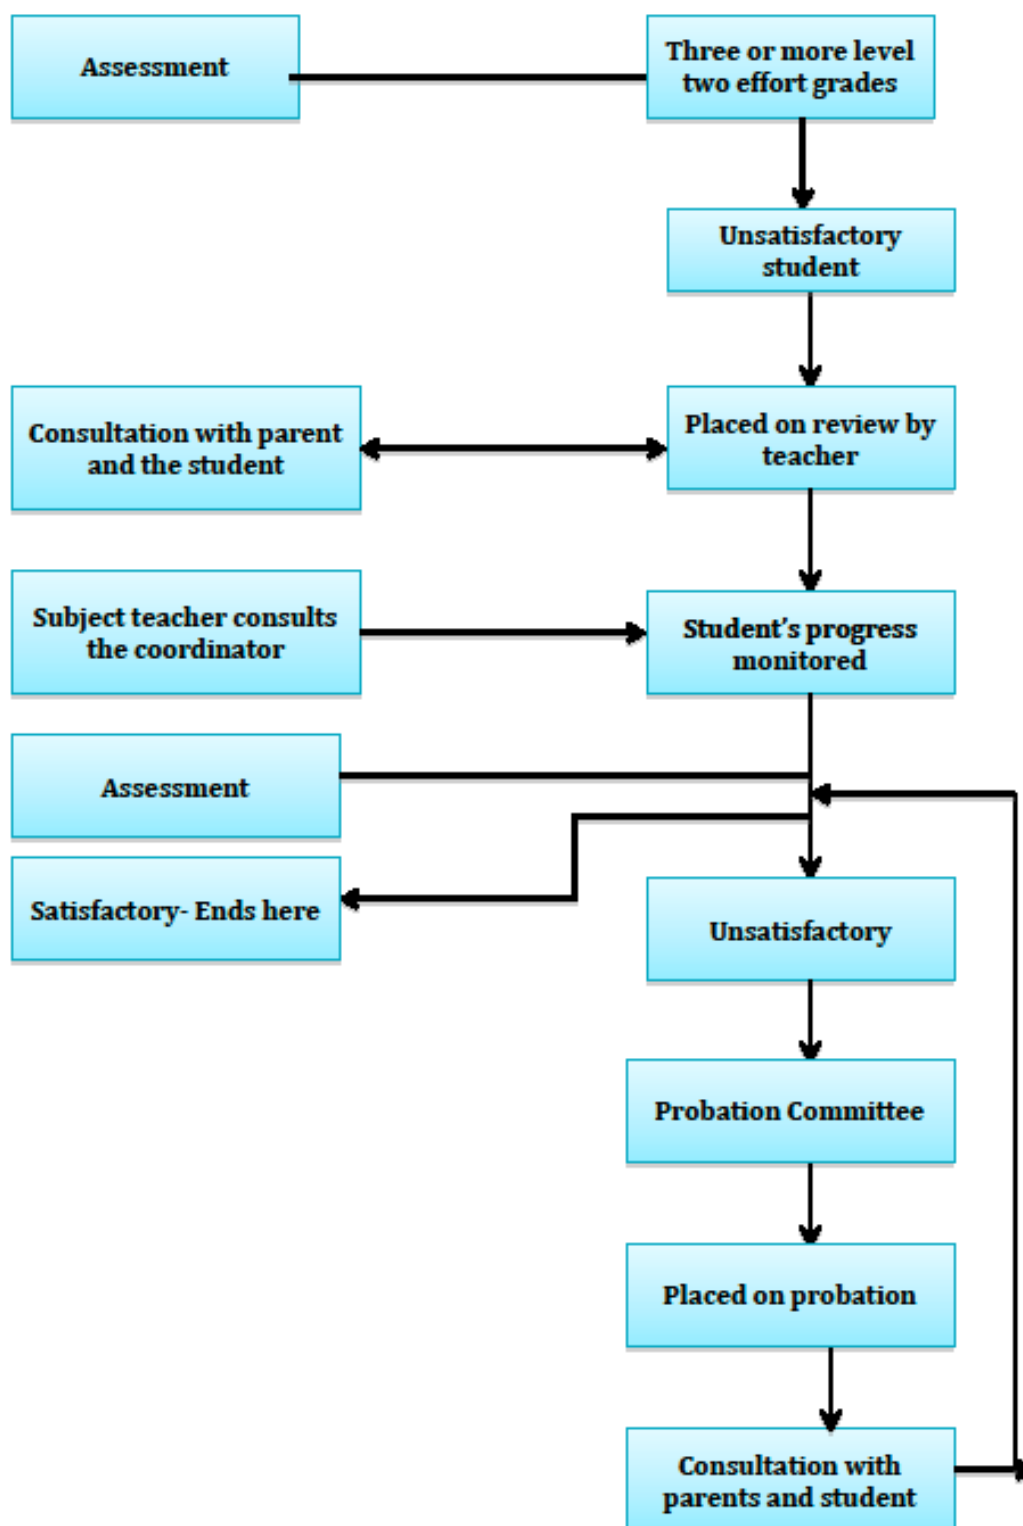 Assessment
Three or more level
two effort grades
Unsatisfactory
student
Consultation with parent
and the student
Placed on review by
teacher
Subject teacher consults
the coordinator
Student's progress
monitored
Assessment
Satisfactory- Ends here
Unsatisfactory
Probation Committee
Placed on probation
Consultation with
parents and student